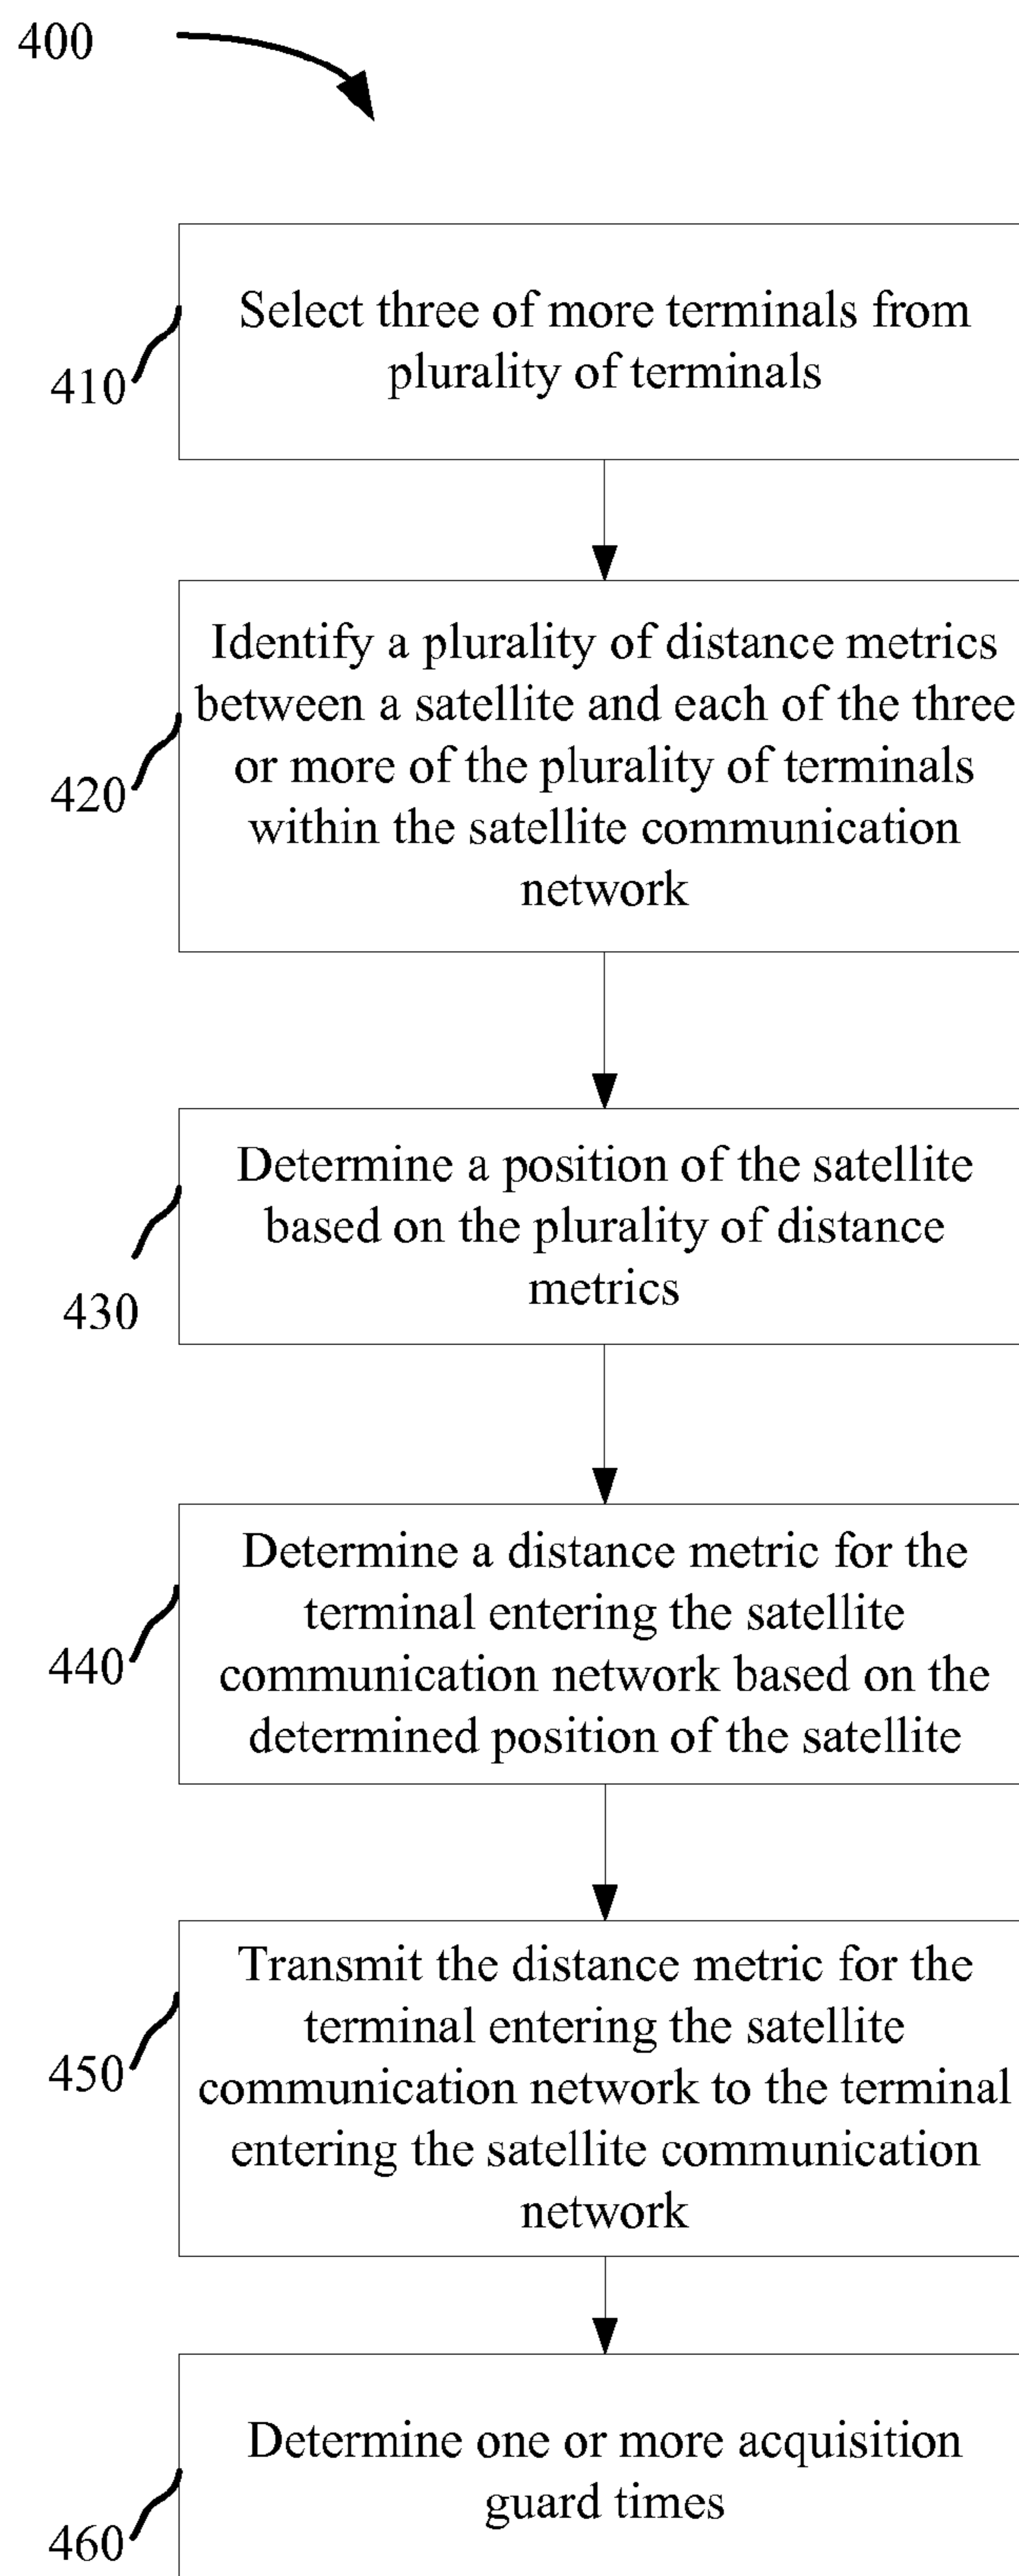 400
Select three of more terminals from
plurality of terminals
410
Identify a plurality of distance metrics
between a satellite and each of the three
or more of the plurality of terminals
within the satellite communication
network
420
Determine a position of the satellite
based on the plurality of distance
metrics
430
Determine a distance metric for the
terminal entering the satellite
communication network based on the
determined position of the satellite
440
Transmit the distance metric for the
terminal entering the satellite
communication network to the terminal
entering the satellite communication
network
450
Determine one or more acquisition
guard times
460